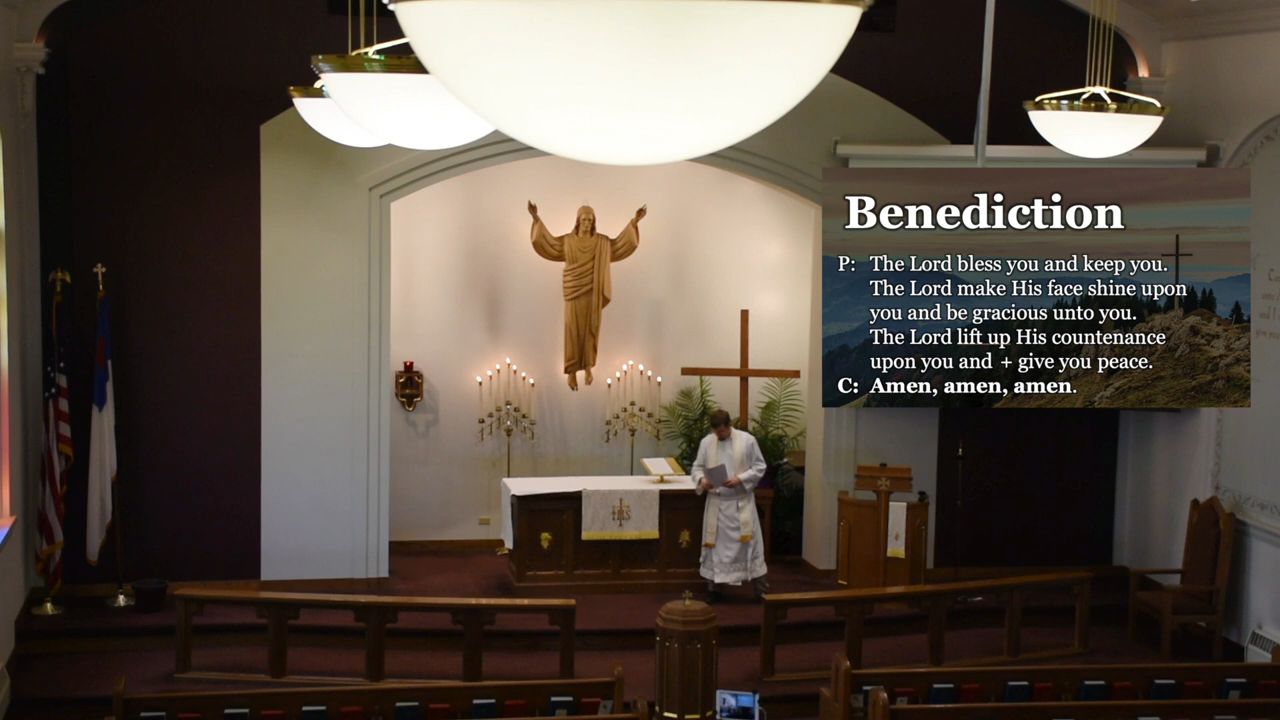 Benediction
P: The Lord bless you and keep you.
The Lord make His face shine upon
you and be gracious unto you.
The Lord lift up His countenance
upon you and + give you peace.
C: Amen, amen, amen.
IHS